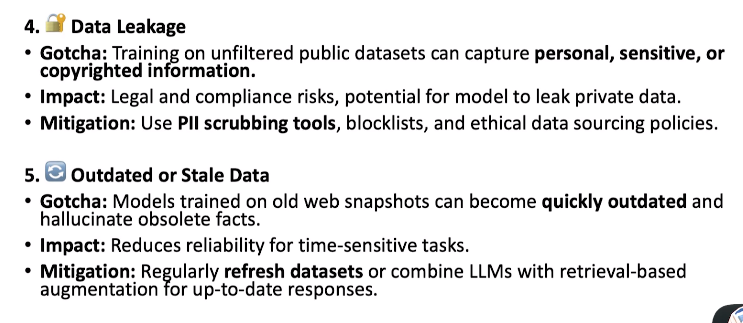 4. 🔐 Data Leakage
• Gotcha: Training on unfiltered public datasets can capture personal, sensitive, or
copyrighted information.
• Impact: Legal and compliance risks, potential for model to leak private data.
• Mitigation: Use PII scrubbing tools, blocklists, and ethical data sourcing policies.
5. 🔄 Outdated or Stale Data
• Gotcha: Models trained on old web snapshots can become quickly outdated and
hallucinate obsolete facts.
• Impact: Reduces reliability for time-sensitive tasks.
• Mitigation: Regularly refresh datasets or combine LLMs with retrieval-based
augmentation for up-to-date responses.